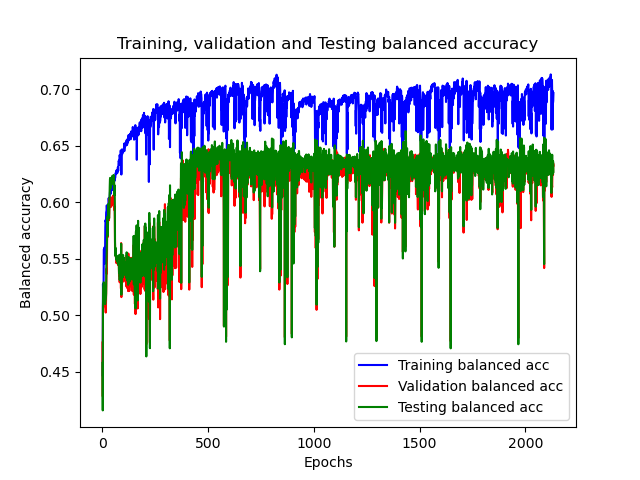 Training, validation and Testing balanced accuracy
Balanced accuracy
0.70
0.65
0.60
0.55
0.50
0.45
0
500
1000
1500
2000
Epochs
Training balanced acc
Validation balanced acc
Testing balanced acc